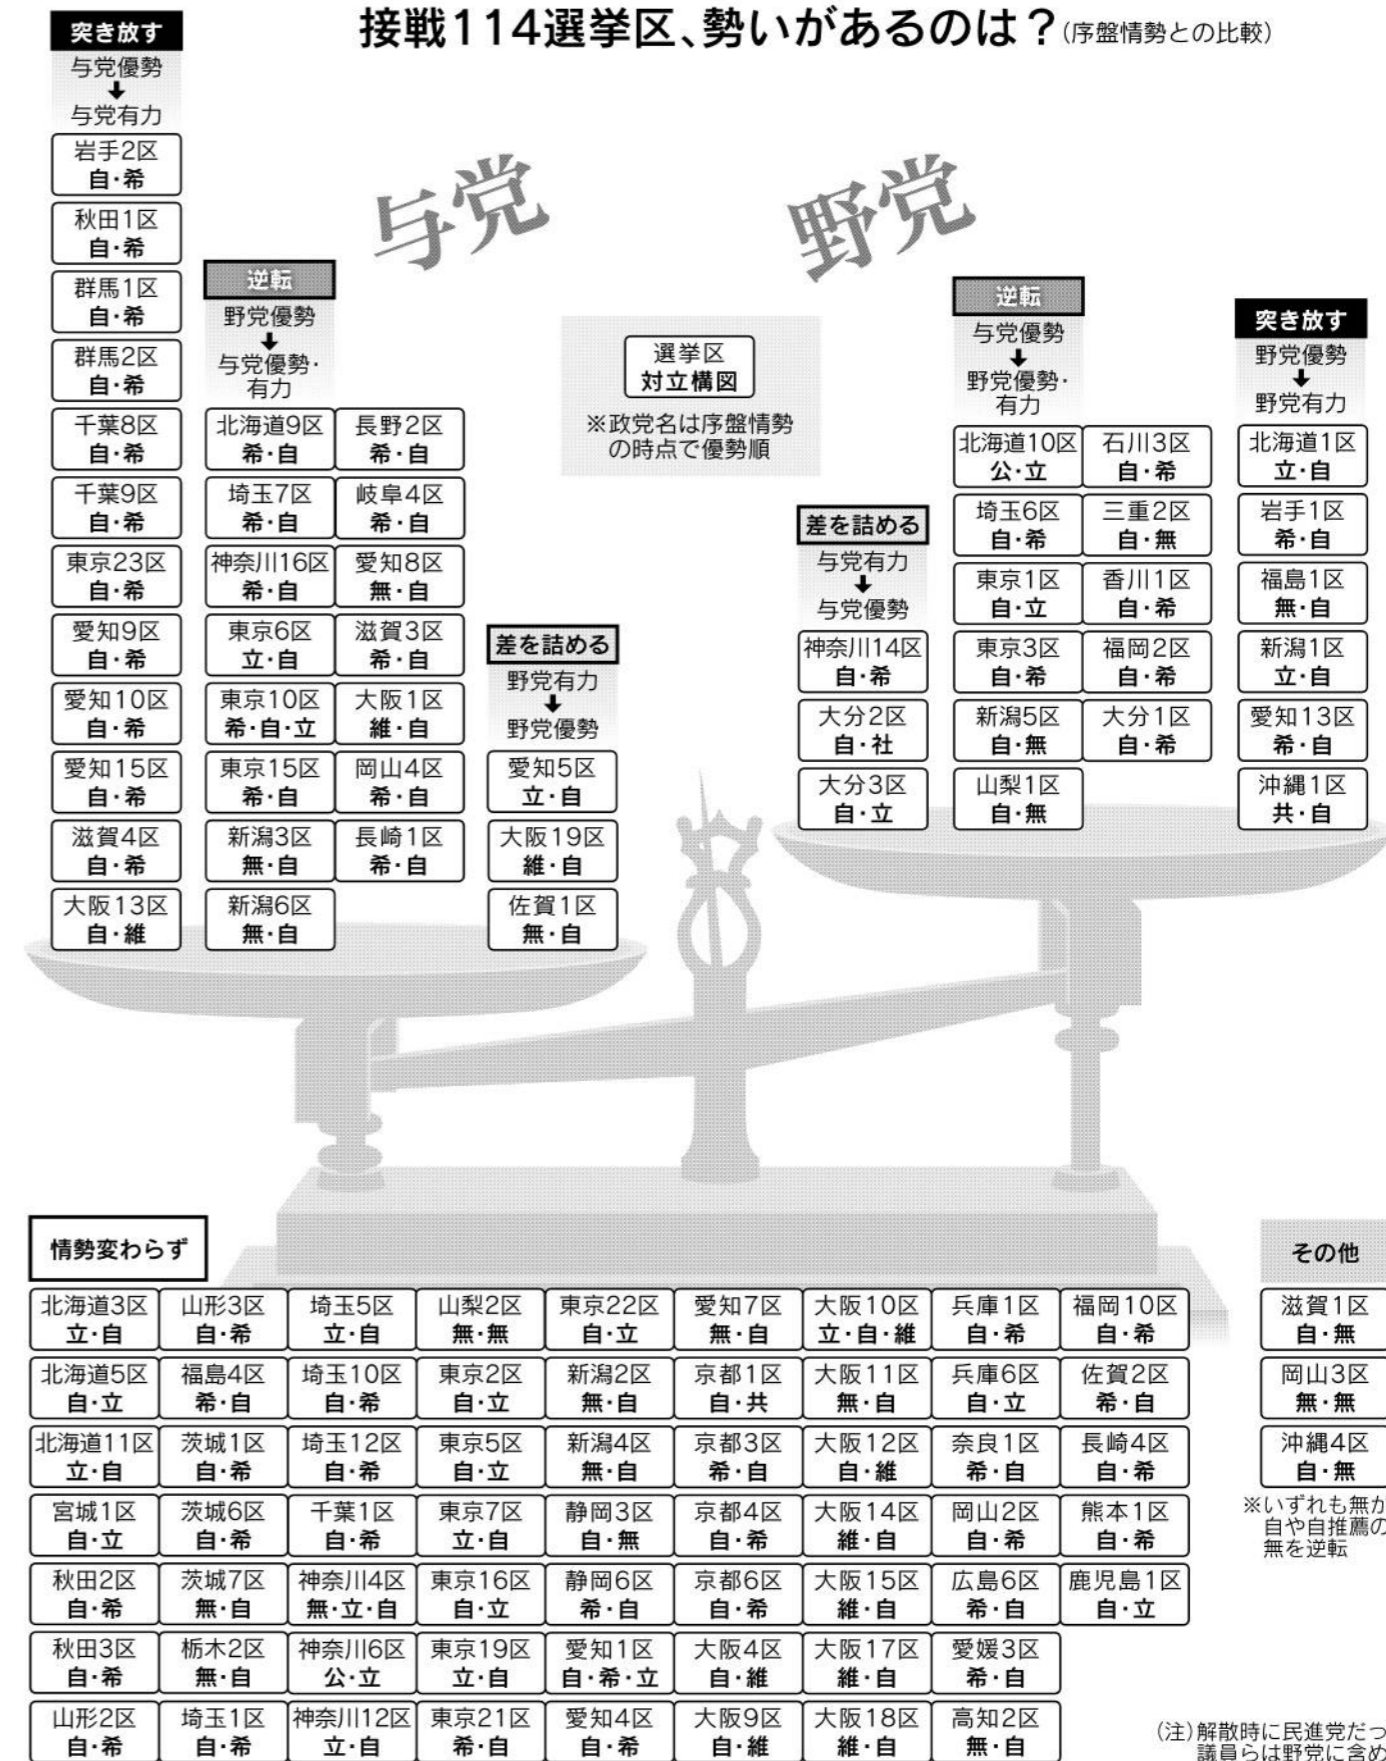 接戦114選挙区、勢いがあるのは?(序盤情勢との比較)
与党
野党
突き放す
与党優勢
↓
与党有力
岩手2区
自・希
秋田1区
自・希
群馬1区
自・希
群馬2区
自・希
千葉8区
自・希
千葉9区
自・希
東京23区
自・希
愛知9区
自・希
愛知10区
自・希
愛知15区
自・希
滋賀4区
自・希
大阪13区
自・維
逆転
野党優勢
↓
与党優勢・
有力
北海道9区 長野2区
希・自 希・自
埼玉7区 岐阜4区
希・自 希・自
神奈川16区 愛知8区
希・自 無・自
東京6区 滋賀3区
立・自 希・自
東京10区 大阪1区
希・自・立 維・自
東京15区 岡山4区
希・自 希・自
新潟3区 長崎1区
無・自 希・自
新潟6区
無・自
差を詰める
野党有力
↓
野党優勢
愛知5区
立・自
大阪19区
維・自
佐賀1区
無・自
選挙区
対立構図
※政党名は序盤情勢
の時点で優勢順
差を詰める
与党有力
↓
与党優勢
神奈川14区
自・希
大分2区
自・社
大分3区
自・立
逆転
与党優勢
↓
野党優勢・
有力
北海道10区 石川3区
公・立 自・希
埼玉6区 三重2区
自・希 自・無
東京1区 香川1区
自・立 自・希
東京3区 福岡2区
自・希 自・希
新潟5区 大分1区
自・無 自・希
山梨1区
自・無
突き放す
野党優勢
↓
野党有力
北海道1区
立・自
岩手1区
希・自
福島1区
無・自
新潟1区
立・自
愛知13区
希・自
沖縄1区
共・自
情勢変わらず
北海道3区 山形3区 埼玉5区 山梨2区 東京22区 愛知7区 大阪10区 兵庫1区 福岡10区
立・自 自・希 立・自 無・無 自・立 無・自 立・自・維 自・希 自・希
北海道5区 福島4区 埼玉10区 東京2区 新潟2区 京都1区 大阪11区 兵庫6区 佐賀2区
自・立 希・自 自・希 自・立 無・自 自・共 無・自 自・立 希・自
北海道11区 茨城1区 埼玉12区 東京5区 新潟4区 京都3区 大阪12区 奈良1区 長崎4区
立・自 自・希 自・希 自・立 無・自 希・自 自・維 希・自 自・希
宮城1区 茨城6区 千葉1区 東京7区 静岡3区 京都4区 大阪14区 岡山2区 熊本1区
自・立 自・希 自・希 立・自 自・無 自・希 維・自 自・希 自・希
秋田2区 茨城7区 神奈川4区 東京16区 静岡6区 京都6区 大阪15区 広島6区 鹿児島1区
自・希 無・自 無・立・自 自・立 希・自 自・希 維・自 希・自 自・立
秋田3区 栃木2区 神奈川6区 東京19区 愛知1区 大阪4区 大阪17区 愛媛3区
自・希 無・自 公・立 立・自 自・希・立 自・維 維・自 希・自
山形2区 埼玉1区 神奈川12区 東京21区 愛知4区 大阪9区 大阪18区 高知2区
自・希 自・希 立・自 希・自 自・希 自・維 維・自 無・自
その他
滋賀1区
自・無
岡山3区
無・無
沖縄4区
自・無
※いずれも無が
自や自推薦の
無を逆転
(注)解散時に民進党だっ
議員らは野党に含め